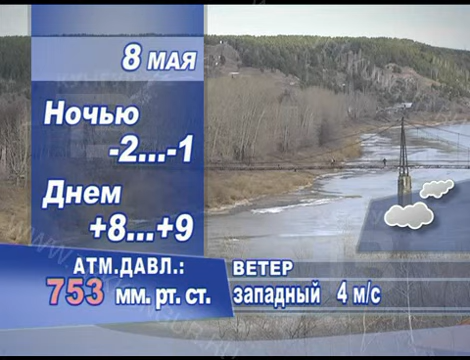 8 МАЯ
Ночью
-2...-1
Днем
+8...+9
АТМ.ДАВЛ.:
753 мм. рт. ст.
ВЕТЕР
западный 4 м/с